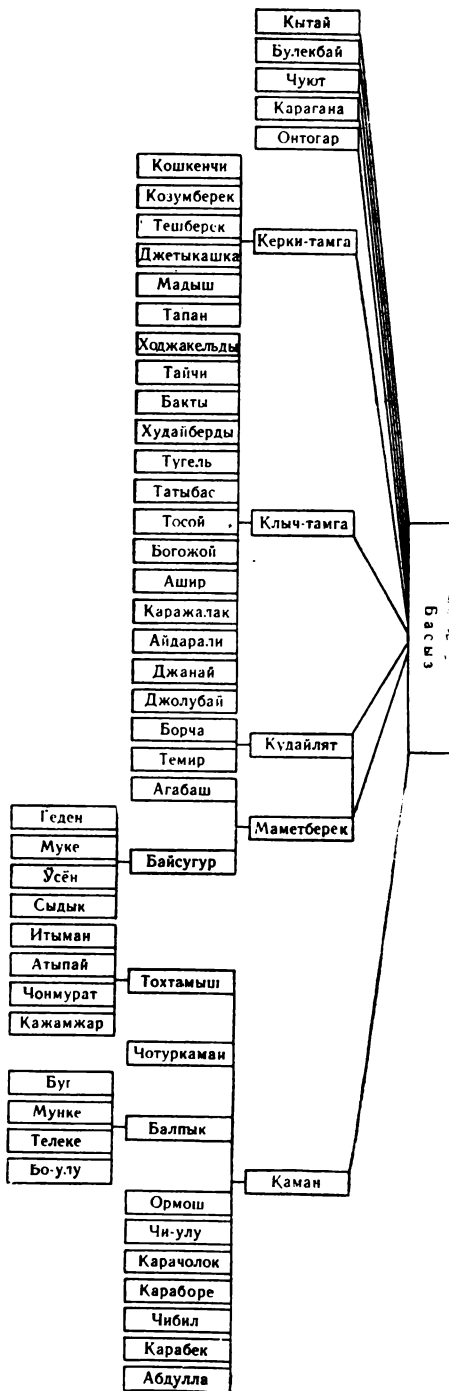 Кытай
Булекбай
Чуют
Карагана
Онтогар
Кошкенчи
Козумберек
Тешберек
Джетыкашка
Мадыш
Тапан
Керки-тамга
Ходжакельды
Тайчи
Бакты
Худайберды
Тугель
Татыбас
Тосой
Богожой
Ашир
Каражалак
Айдарали
Джанай
Джолубай
Клыч-тамга
Басыз
Борча
Темир
Кудайлят
Агабаш
Маметберек
Геден
Муке
Ўсён
Сыдык
Байсугур
Итыман
Атыпай
Чонмурат
Кажамжар
Тохтамыш
Чотуркаман
Буг
Мунке
Телеке
Бо-улу
Балпык
Каман
Ормош
Чи-улу
Карачолок
Караборе
Чибил
Карабек
Абдулла